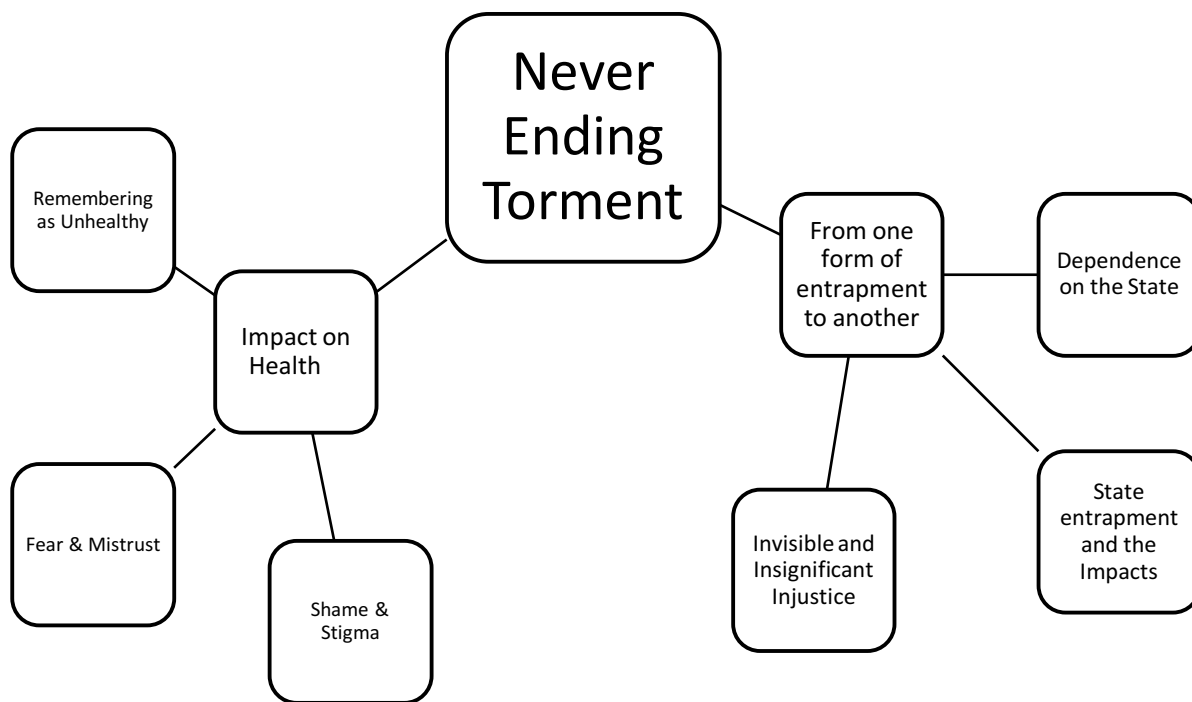 Never
Ending
Torment
Remembering
as Unhealthy
Impact on
Health
Fear & Mistrust
Shame &
Stigma
From one
form of
entrapment
to another
Dependence
on the State
Invisible and
Insignificant
Injustice
State
entrapment
and the
Impacts